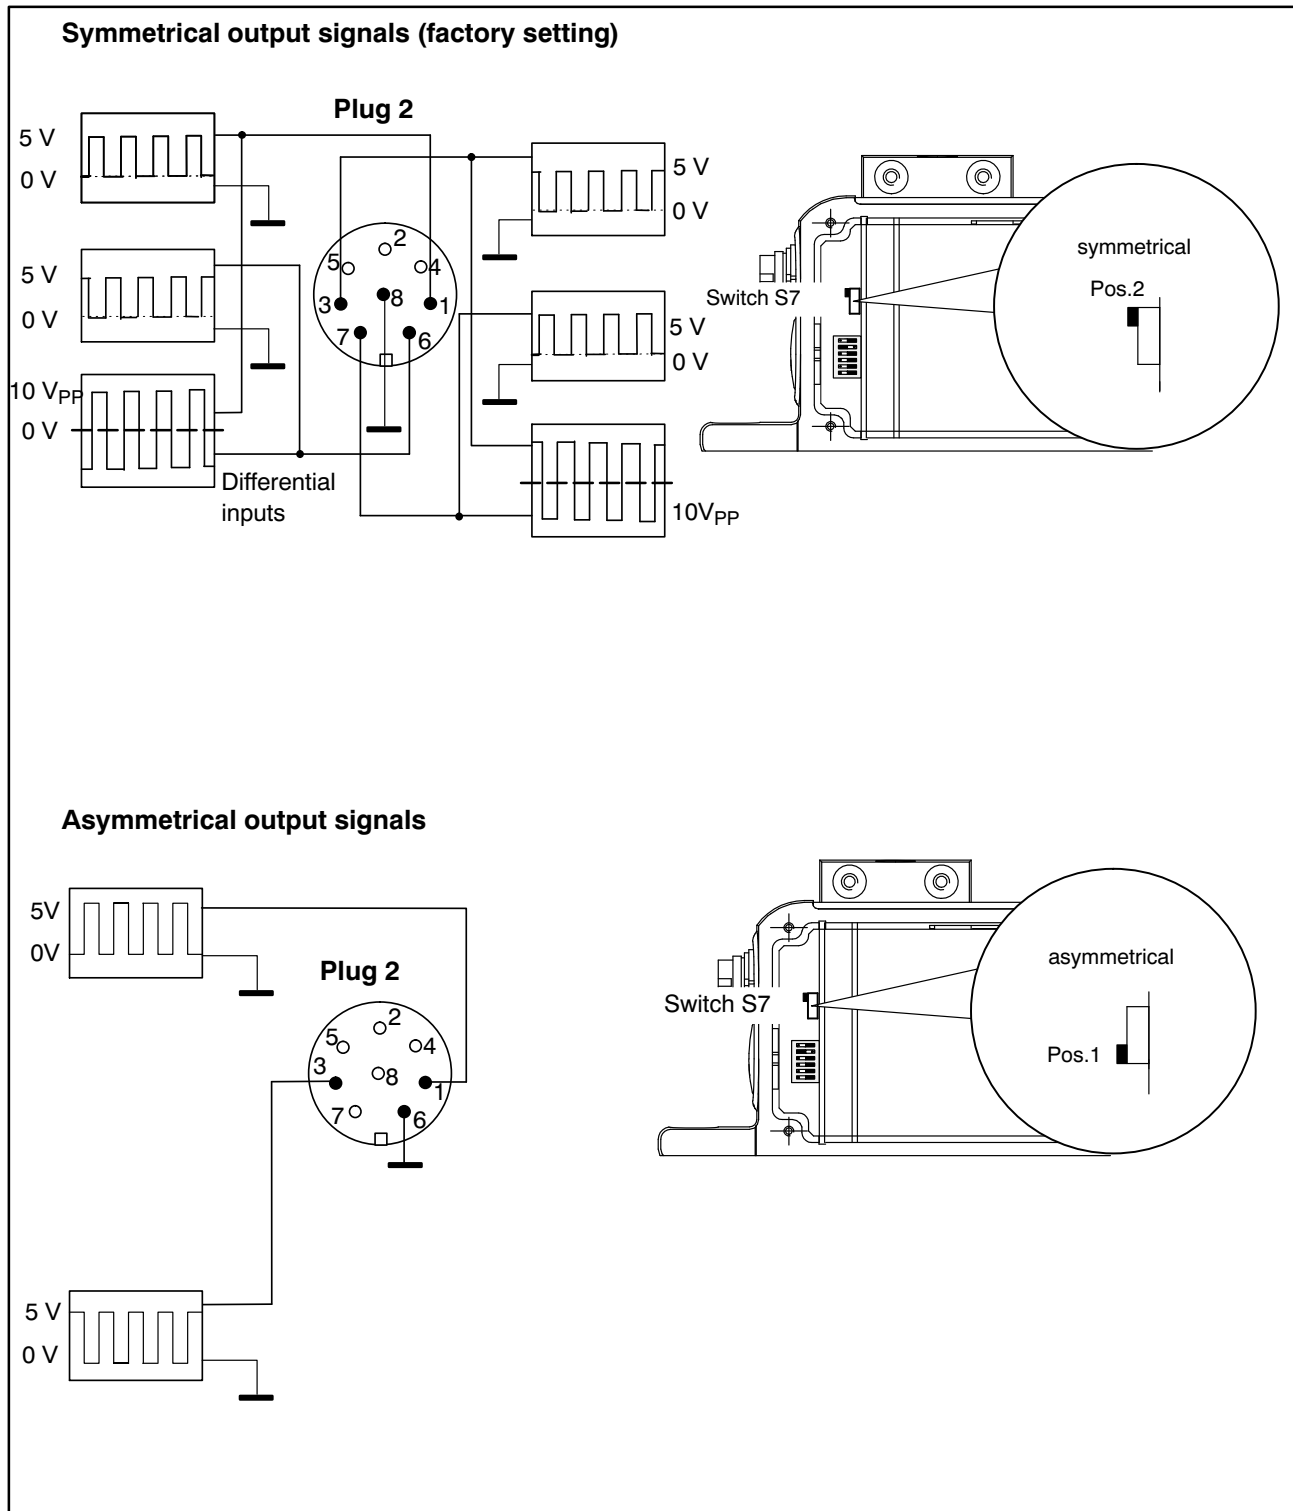 Symmetrical output signals (factory setting)
Plug 2
5 V
0 V
5 V
0 V
10 VPP
0 V
Differential
inputs
2
5
4
8
3
1
7
6
5 V
0 V
5 V
0 V
10VPP
Switch S7
symmetrical
Pos.2
Asymmetrical output signals
5V
0V
Plug 2
2
5
4
3
8
1
7
6
5 V
0 V
Switch S7
asymmetrical
Pos.1